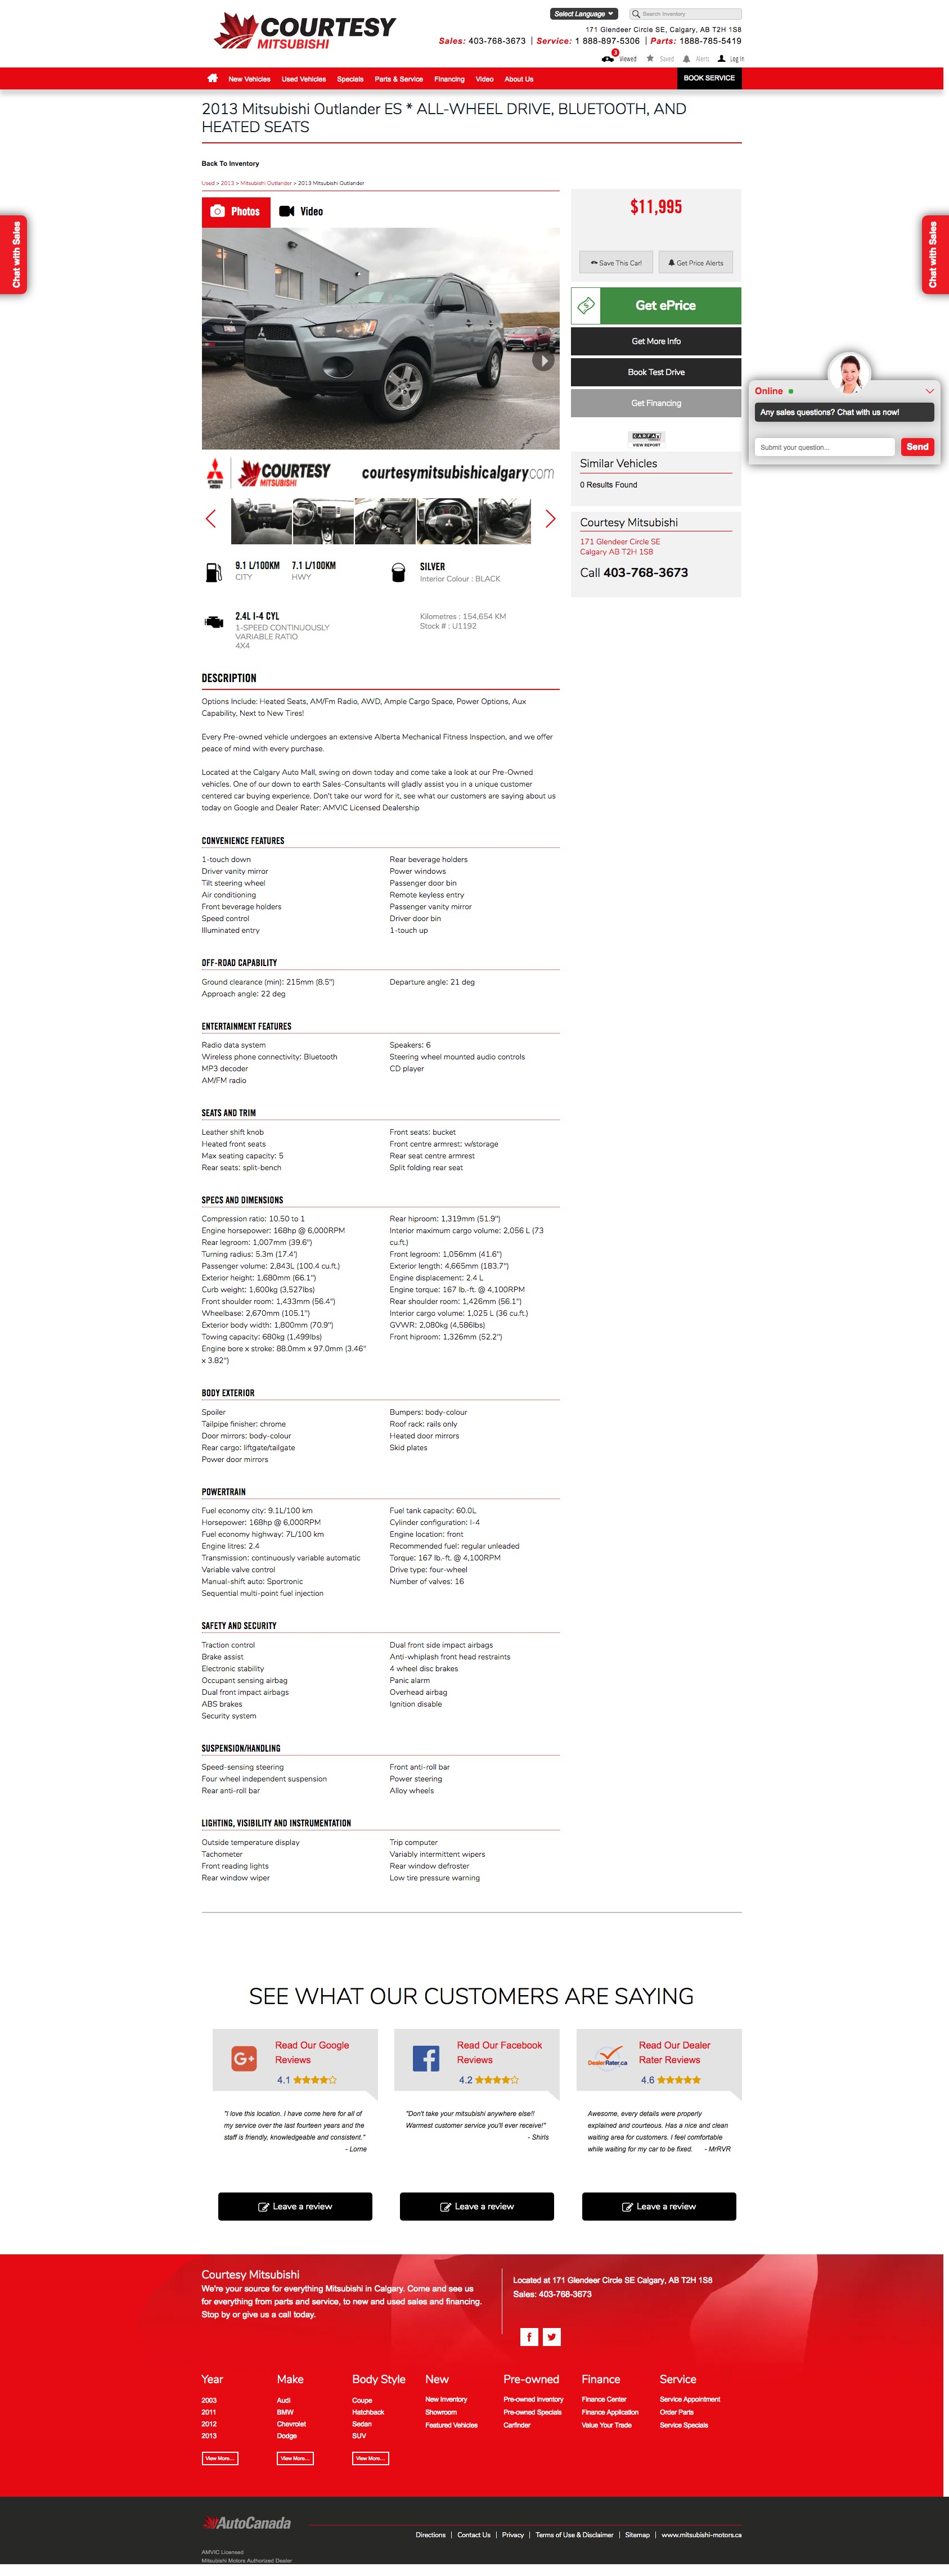 COURTESY
MITSUBISHI
Select Language
Search Inventory
171 Glendeer Circle SE, Calgary, AB T2H 1S8
Sales: 403-768-3673 | Service: 1 888-897-5306 | Parts: 1888-785-5419
3
Viewed Saved Alerts Log In
New Vehicles Used Vehicles Specials Parts & Service Financing Video About Us
BOOK SERVICE
2013 Mitsubishi Outlander ES * ALL-WHEEL DRIVE, BLUETOOTH, AND
HEATED SEATS
Back To Inventory
Used > 2013 > Mitsubishi Outlander > 2013 Mitsubishi Outlander
Chat with Sales
Chat with Sales
Photos
Video
$11,995
Save This Car!
Get Price Alerts
Get ePrice
Get More Info
Book Test Drive
Get Financing
CARFAX
VIEW REPORT
Similar Vehicles
0 Results Found
Courtesy Mitsubishi
171 Glendeer Circle SE
Calgary AB T2H 1S8
Call 403-768-3673
Online
Any sales questions? Chat with us now!
Submit your question...
Send
MITSUBISHI
COURTESY
MITSUBISHI
courtesymitsubishicalgary.com
9.1 L/100KM 7.1 L/100KM
CITY HWY
SILVER
Interior Colour : BLACK
2.4L I-4 CYL
1-SPEED CONTINUOUSLY
VARIABLE RATIO
4X4
Kilometres : 154,654 KM
Stock # : U1192
DESCRIPTION
Options Include: Heated Seats, AM/Fm Radio, AWD, Ample Cargo Space, Power Options, Aux
Capability, Next to New Tires!
Every Pre-owned vehicle undergoes an extensive Alberta Mechanical Fitness Inspection, and we offer
peace of mind with every purchase.
Located at the Calgary Auto Mall, swing on down today and come take a look at our Pre-Owned
vehicles. One of our down to earth Sales-Consultants will gladly assist you in a unique customer
centered car buying experience. Don't take our word for it, see what our customers are saying about us
today on Google and Dealer Rater: AMVIC Licensed Dealership
CONVENIENCE FEATURES
1-touch down
Driver vanity mirror
Tilt steering wheel
Air conditioning
Front beverage holders
Speed control
Illuminated entry
Rear beverage holders
Power windows
Passenger door bin
Remote keyless entry
Passenger vanity mirror
Driver door bin
1-touch up
OFF-ROAD CAPABILITY
Ground clearance (min): 215mm (8.5")
Approach angle: 22 deg
Departure angle: 21 deg
ENTERTAINMENT FEATURES
Radio data system
Wireless phone connectivity: Bluetooth
MP3 decoder
AM/FM radio
Speakers: 6
Steering wheel mounted audio controls
CD player
SEATS AND TRIM
Leather shift knob
Heated front seats
Max seating capacity: 5
Rear seats: split-bench
Front seats: bucket
Front centre armrest: w/storage
Rear seat centre armrest
Split folding rear seat
SPECS AND DIMENSIONS
Compression ratio: 10.50 to 1
Engine horsepower: 168hp @ 6,000RPM
Rear legroom: 1,007mm (39.6")
Turning radius: 5.3m (17.4')
Passenger volume: 2,843L (100.4 cu.ft.)
Exterior height: 1,680mm (66.1")
Curb weight: 1,600kg (3,527lbs)
Front shoulder room: 1,433mm (56.4")
Wheelbase: 2,670mm (105.1")
Exterior body width: 1,800mm (70.9")
Towing capacity: 680kg (1,499lbs)
Engine bore x stroke: 88.0mm x 97.0mm (3.46"
x 3.82")
Rear hiproom: 1,319mm (51.9")
Interior maximum cargo volume: 2,056 L (73
cu.ft.)
Front legroom: 1,056mm (41.6")
Exterior length: 4,665mm (183.7")
Engine displacement: 2.4 L
Engine torque: 167 lb.-ft. @ 4,100RPM
Rear shoulder room: 1,426mm (56.1")
Interior cargo volume: 1,025 L (36 cu.ft.)
GVWR: 2,080kg (4,586lbs)
Front hiproom: 1,326mm (52.2")
BODY EXTERIOR
Spoiler
Tailpipe finisher: chrome
Door mirrors: body-colour
Rear cargo: liftgate/tailgate
Power door mirrors
Bumpers: body-colour
Roof rack: rails only
Heated door mirrors
Skid plates
POWERTRAIN
Fuel economy city: 9.1L/100 km
Horsepower: 168hp @ 6,000RPM
Fuel economy highway: 7L/100 km
Engine litres: 2.4
Transmission: continuously variable automatic
Variable valve control
Manual-shift auto: Sportronic
Sequential multi-point fuel injection
Fuel tank capacity: 60.0L
Cylinder configuration: I-4
Engine location: front
Recommended fuel: regular unleaded
Torque: 167 lb.-ft. @ 4,100RPM
Drive type: four-wheel
Number of valves: 16
SAFETY AND SECURITY
Traction control
Brake assist
Electronic stability
Occupant sensing airbag
Dual front impact airbags
ABS brakes
Security system
Dual front side impact airbags
Anti-whiplash front head restraints
4 wheel disc brakes
Panic alarm
Overhead airbag
Ignition disable
SUSPENSION/HANDLING
Speed-sensing steering
Four wheel independent suspension
Rear anti-roll bar
Front anti-roll bar
Power steering
Alloy wheels
LIGHTING, VISIBILITY AND INSTRUMENTATION
Outside temperature display
Tachometer
Front reading lights
Rear window wiper
Trip computer
Variably intermittent wipers
Rear window defroster
Low tire pressure warning
SEE WHAT OUR CUSTOMERS ARE SAYING
G+
Read Our Google
Reviews
4.1
"I love this location. I have come here for all of
my service over the last fourteen years and the
staff is friendly, knowledgeable and consistent."
- Lorne
Leave a review
Read Our Facebook
Reviews
4.2
"Don't take your mitsubishi anywhere else!!
Warmest customer service you'll ever receive!"
- Shirls
Leave a review
DealerRater.ca
Read Our Dealer
Rater Reviews
4.6
Awesome, every details were properly
explained and courteous. Has a nice and clean
waiting area for customers. I feel comfortable
while waiting for my car to be fixed. - MrRVR
Leave a review
Courtesy Mitsubishi
We're your source for everything Mitsubishi in Calgary. Come and see us
for everything from parts and service, to new and used sales and financing.
Stop by or give us a call today.
Located at 171 Glendeer Circle SE Calgary, AB T2H 1S8
Sales: 403-768-3673
Year
2003
2011
2012
2013
View More...
Make
Audi
BMW
Chevrolet
Dodge
View More...
Body Style
Coupe
Hatchback
Sedan
SUV
View More...
New
New Inventory
Showroom
Featured Vehicles
Pre-owned
Pre-owned Inventory
Pre-owned Specials
Carfinder
Finance
Finance Center
Finance Application
Value Your Trade
Service
Service Appointment
Order Parts
Service Specials
AutoCanada
Directions | Contact Us | Privacy | Terms of Use & Disclaimer | Sitemap | www.mitsubishi-motors.ca
AMVIC Licensed
Mitsubishi Motors Authorized Dealer